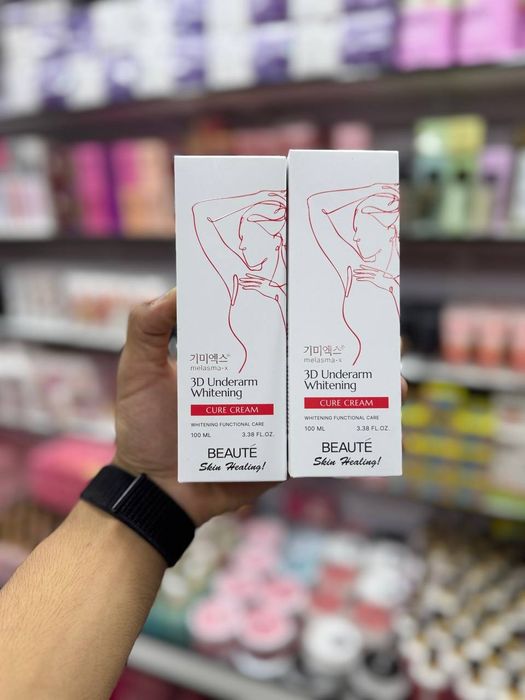 기미엑스®
melasma-x
3D Underarm
Whitening
CURE CREAM
WHITENING FUNCTIONAL CARE
100 ML 3.38 FL.OZ.
BEAUTÉ
Skin Healing!
기미엑스®
melasma-x
3D Underarm
Whitening
CURE CREAM
WHITENING FUNCTIONAL CARE
100 ML 3.38 FL.OZ.
BEAUTÉ
Skin Healing!